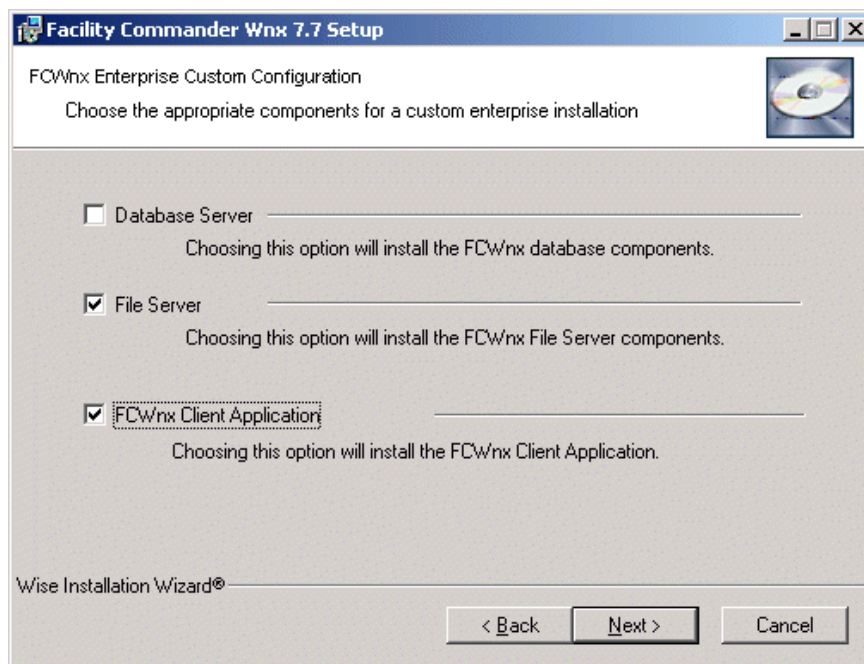 Facility Commander Wnx 7.7 Setup
FCWnx Enterprise Custom Configuration
Choose the appropriate components for a custom enterprise installation
Database Server
Choosing this option will install the FCWnx database components.
File Server
Choosing this option will install the FCWnx File Server components.
FCWnx Client Application
Choosing this option will install the FCWnx Client Application.
Wise Installation Wizard®
< Back Next > Cancel